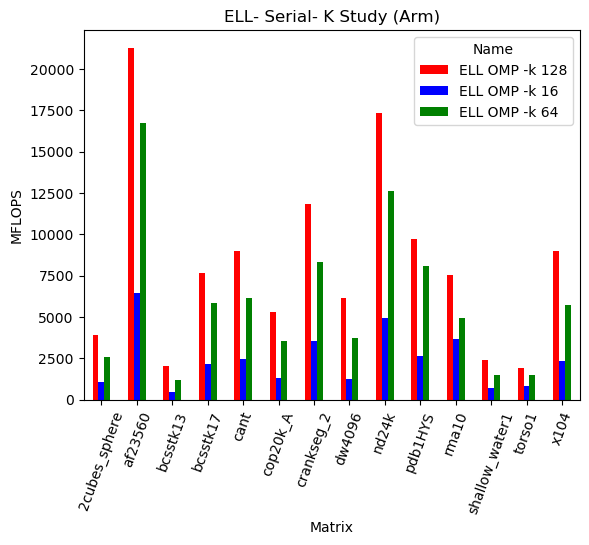 ELL- Serial- K Study (Arm)
Name
ELL OMP -k 128
ELL OMP -k 16
ELL OMP -k 64
MFLOPS
20000
17500
15000
12500
10000
7500
5000
2500
0
2cubes_sphere
af23560
bcsstk13
bcsstk17
cant
cop20k_A
crankseg_2
dw4096
nd24k
pdb1HYS
rma10
shallow_water1
torso1
x104
Matrix